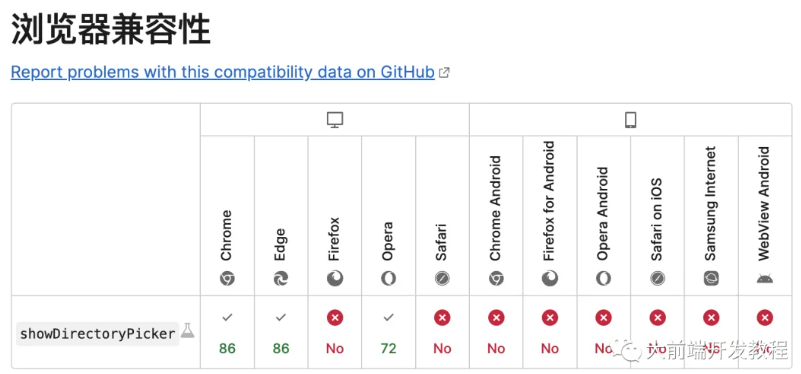 浏览器兼容性
Report problems with this compatibility data on GitHub
Chrome
Edge
Firefox
Opera
Safari
Chrome Android
Firefox for Android
Opera Android
Safari on iOS
Samsung Internet
WebView Android
showDirectoryPicker
86 86 No 72 No No No No No No No
大前端开发教程